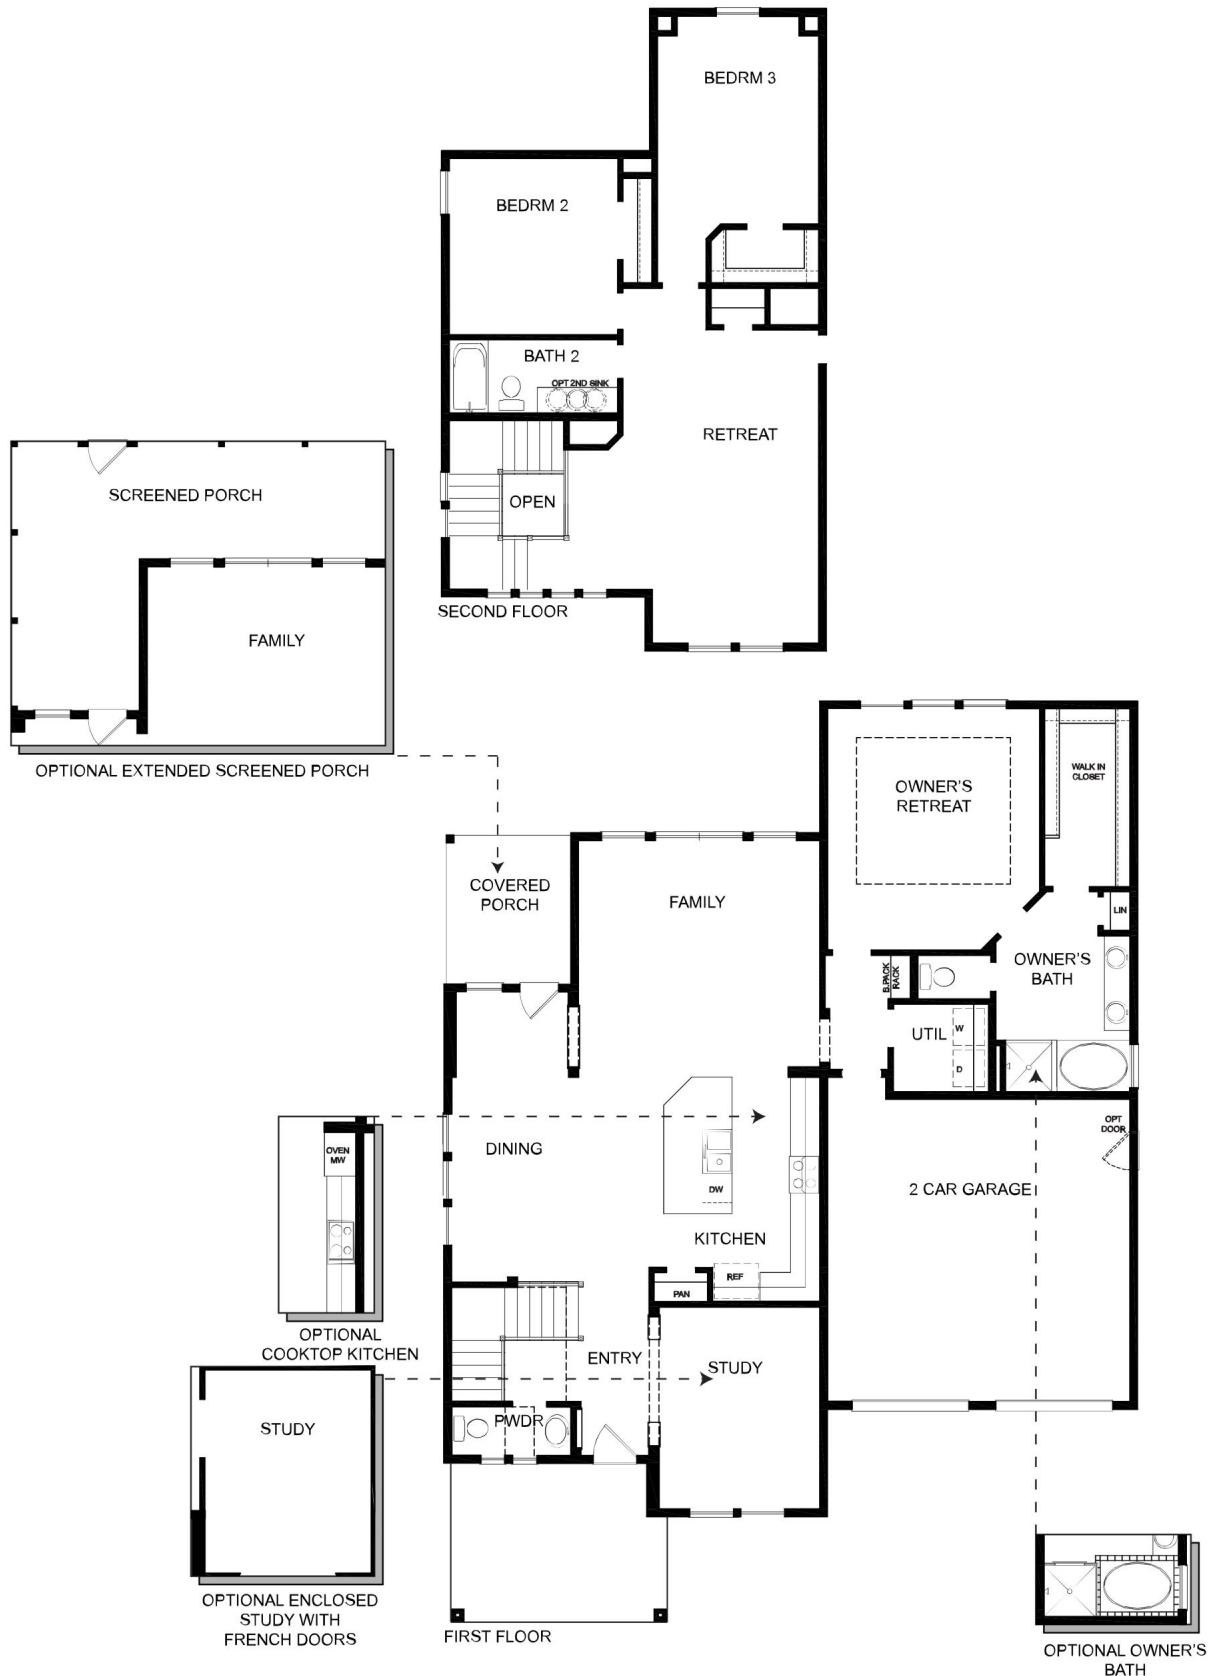 BEDRM 3
BEDRM 2
BATH 2
OPT 2ND SINK
RETREAT
OPEN
SECOND FLOOR
SCREENED PORCH
FAMILY
OPTIONAL EXTENDED SCREENED PORCH
OWNER'S
RETREAT
WALK IN
CLOSET
COVERED
PORCH
FAMILY
LIN
OWNER'S
BATH
B.PACK
RACK
UTIL
W
D
OPT
DOOR
DINING
DW
2 CAR GARAGE
KITCHEN
REF
PAN
OVEN
MW
OPTIONAL
COOKTOP KITCHEN
ENTRY
STUDY
PWDR
STUDY
OPTIONAL ENCLOSED
STUDY WITH
FRENCH DOORS
FIRST FLOOR
OPTIONAL OWNER'S
BATH